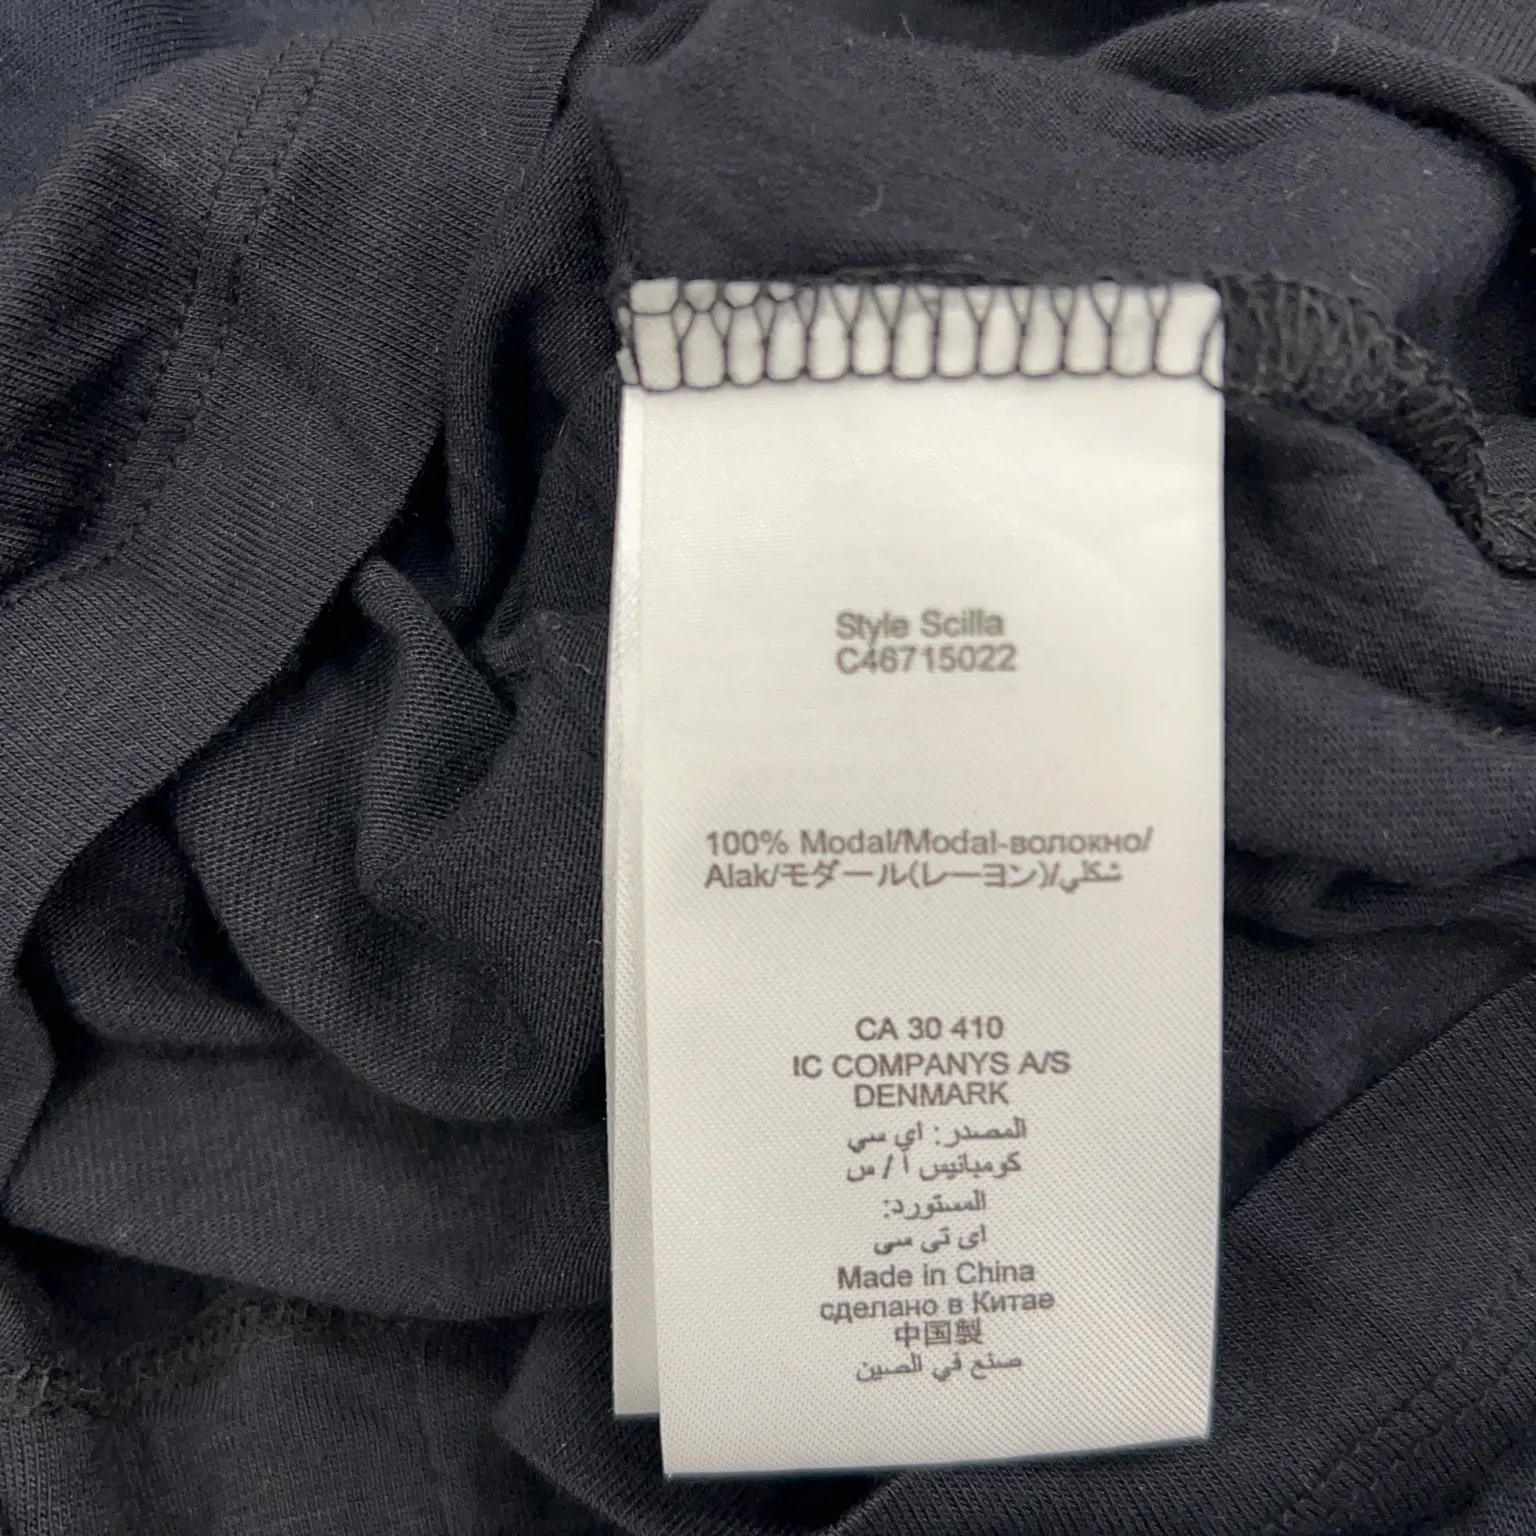 Style Scilla
C46715022
100% Modal/Modal-волокно/
Alak/モダール(レーヨン)/شكلي
CA 30 410
IC COMPANYS A/S
DENMARK
المصدر: اي سي
كومبانيس أ / س
المستورد:
اى تى سى
Made in China
сделано в Китае
中国製
صنع في الصين